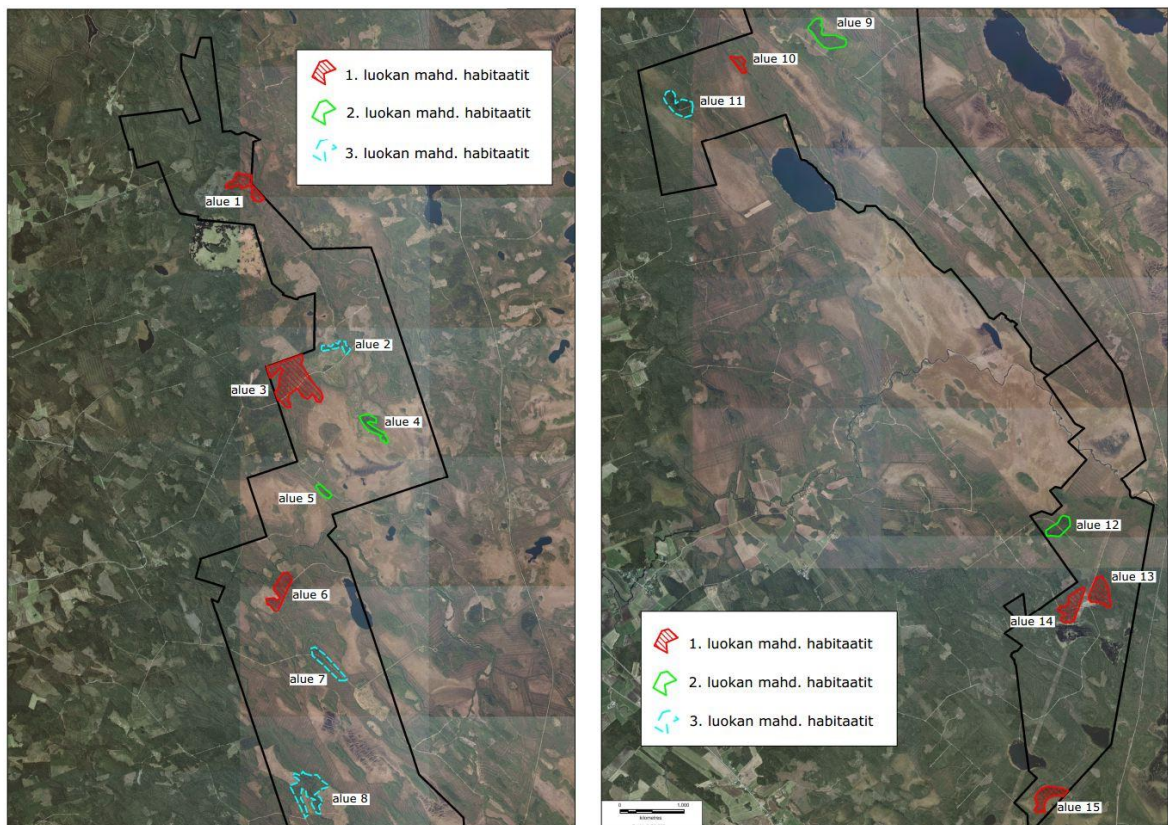 1. luokan mahd. habitaatit
2. luokan mahd. habitaatit
3. luokan mahd. habitaatit
alue 1
alue 2
alue 3
alue 4
alue 5
alue 6
alue 7
alue 8
alue 9
alue 10
alue 11
alue 12
alue 13
alue 14
1. luokan mahd. habitaatit
2. luokan mahd. habitaatit
3. luokan mahd. habitaatit
alue 15
0 1,000
kilometres